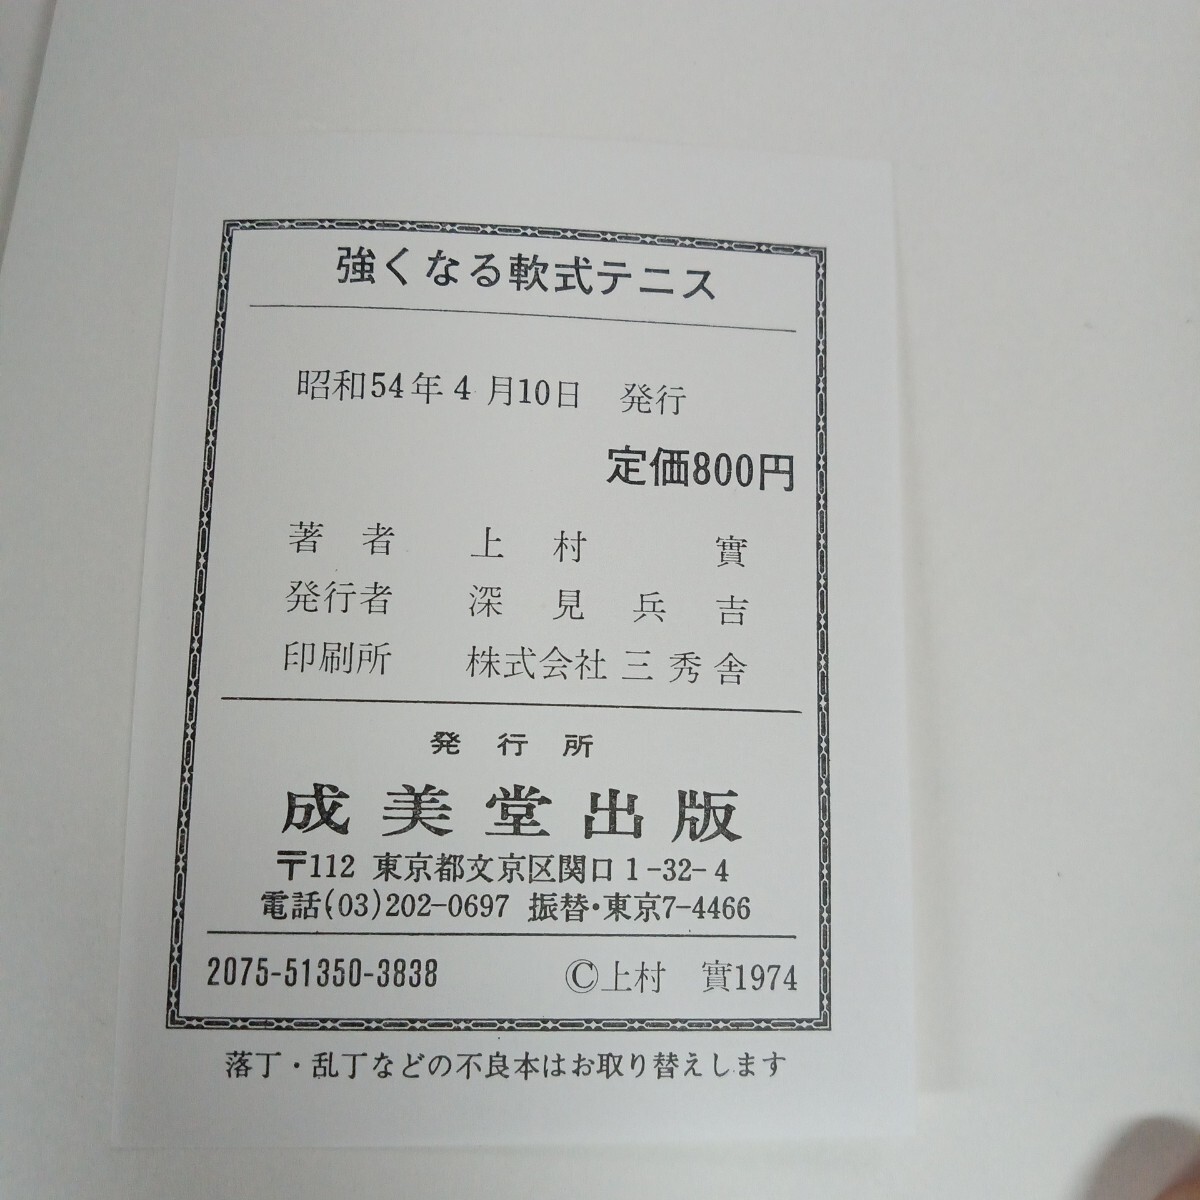 強くなる軟式テニス
昭和54年4月10日 発行
定価800円
著者 上村 實
発行者 深見兵吉
印刷所 株式会社三秀舎
発行所
成美堂出版
〒112 東京都文京区関口1-32-4
電話(03)202-0697 振替・東京7-4466
2075-51350-3838 ©上村 實1974
落丁・乱丁などの不良本はお取り替えします